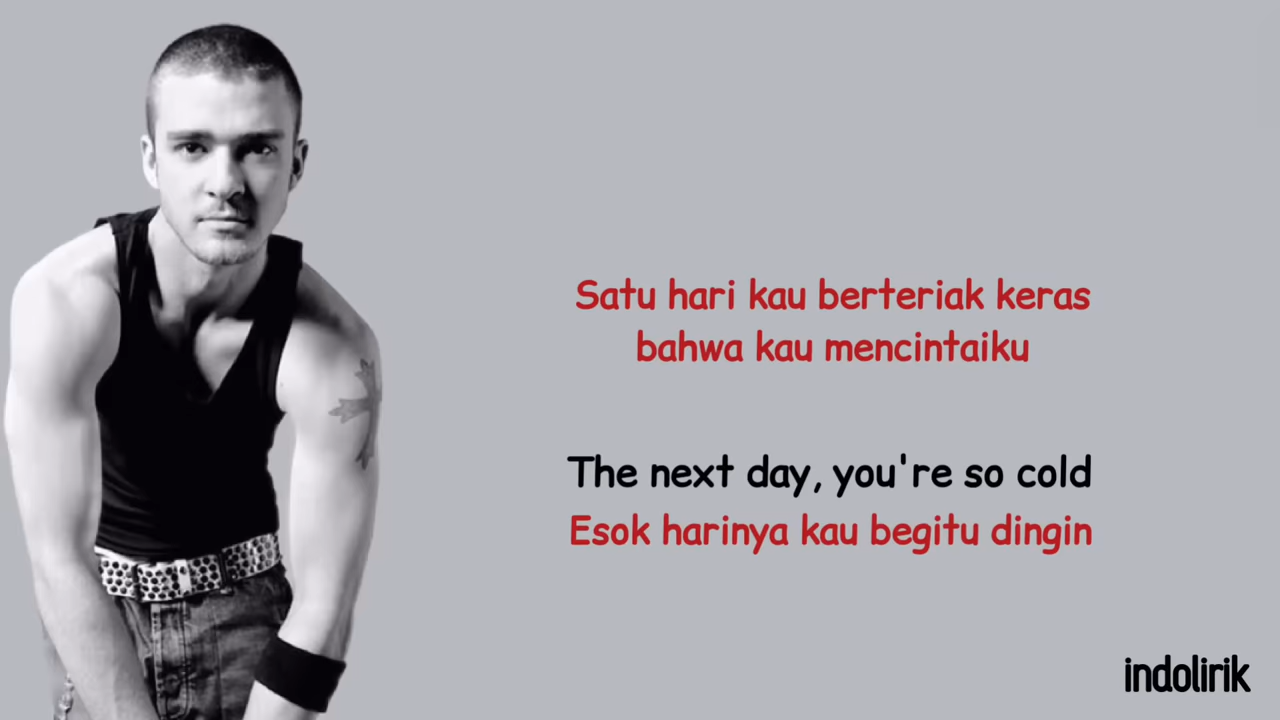 Satu hari kau berteriak keras
bahwa kau mencintaiku
The next day, you're so cold
Esok harinya kau begitu dingin
indolirik